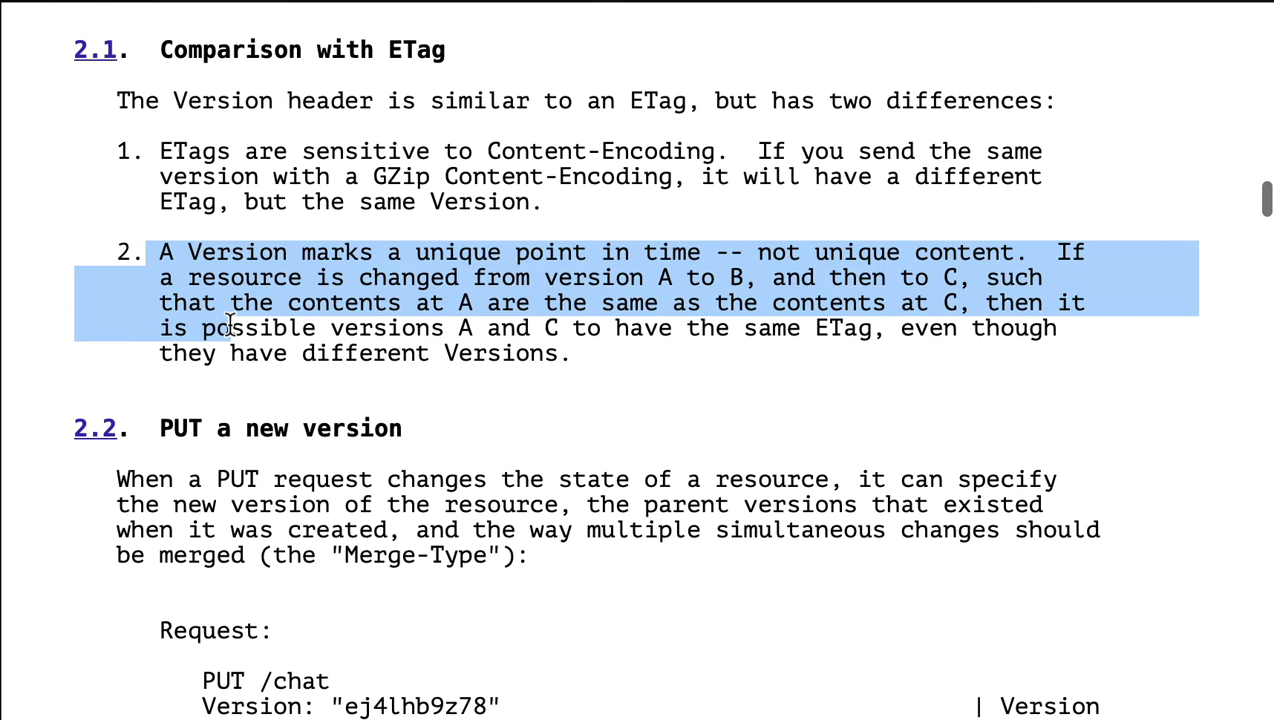 2.1. Comparison with ETag
The Version header is similar to an ETag, but has two differences:
1. ETags are sensitive to Content-Encoding. If you send the same
version with a GZip Content-Encoding, it will have a different
ETag, but the same Version.
2. A Version marks a unique point in time -- not unique content. If
a resource is changed from version A to B, and then to C, such
that the contents at A are the same as the contents at C, then it
is possible versions A and C to have the same ETag, even though
they have different Versions.
2.2. PUT a new version
When a PUT request changes the state of a resource, it can specify
the new version of the resource, the parent versions that existed
when it was created, and the way multiple simultaneous changes should
be merged (the "Merge-Type"):
Request:
PUT /chat
Version: "ej4lhb9z78" | Version